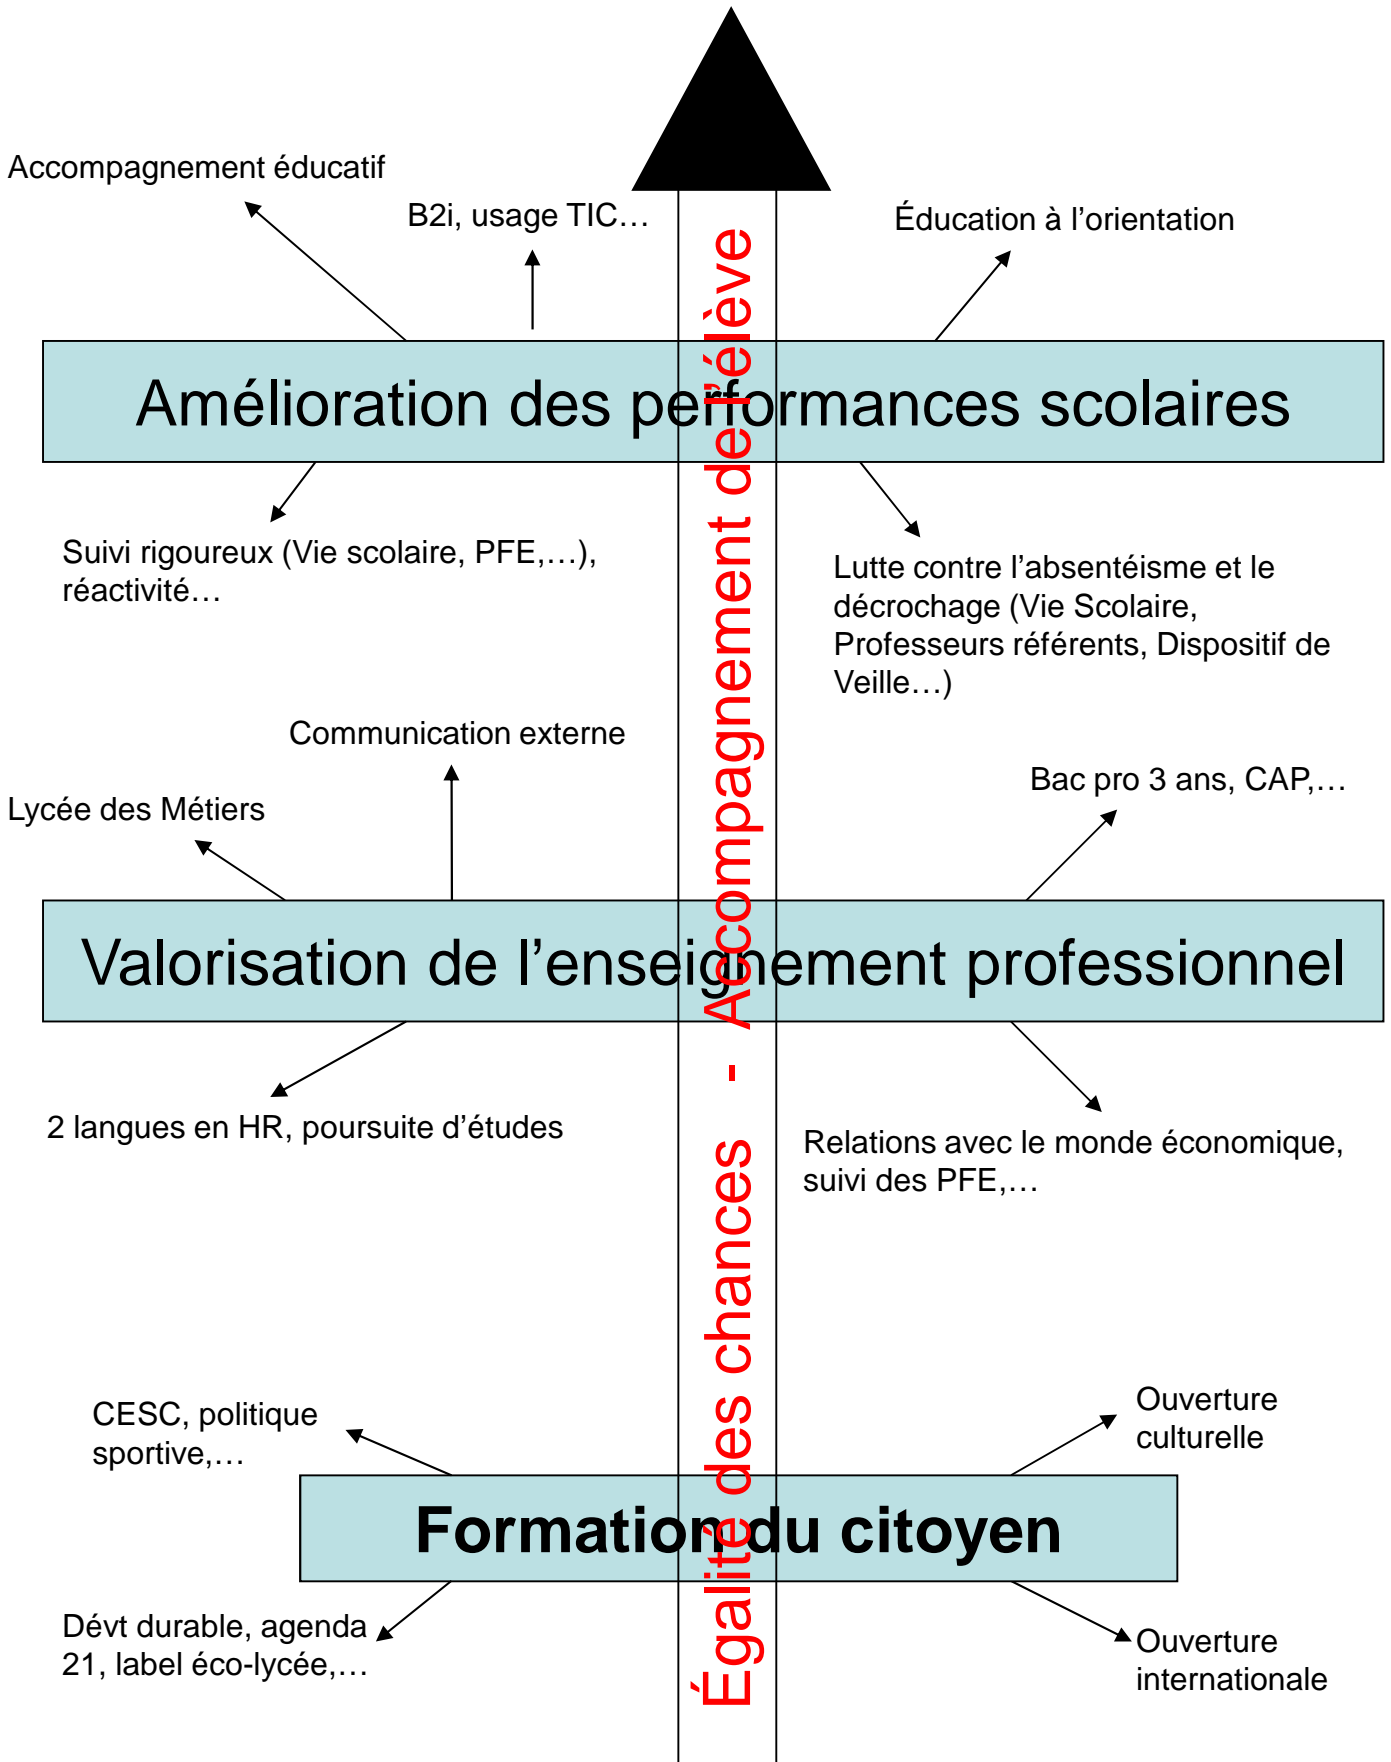 Accompagnement éducatif
B2i, usage TIC…
Éducation à l’orientation
Amélioration des performances scolaires
Suivi rigoureux (Vie scolaire, PFE,…),
réactivité…
Lutte contre l’absentéisme et le
décrochage (Vie Scolaire,
Professeurs référents, Dispositif de
Veille…)
Communication externe
Lycée des Métiers
Bac pro 3 ans, CAP,…
Valorisation de l’enseignement professionnel
2 langues en HR, poursuite d’études
Relations avec le monde économique,
suivi des PFE,…
CESC, politique
sportive,…
Ouverture
culturelle
Formation du citoyen
Dévt durable, agenda
21, label éco-lycée,…
Ouverture
internationale
Égalité des chances - Accompagnement de l’élève